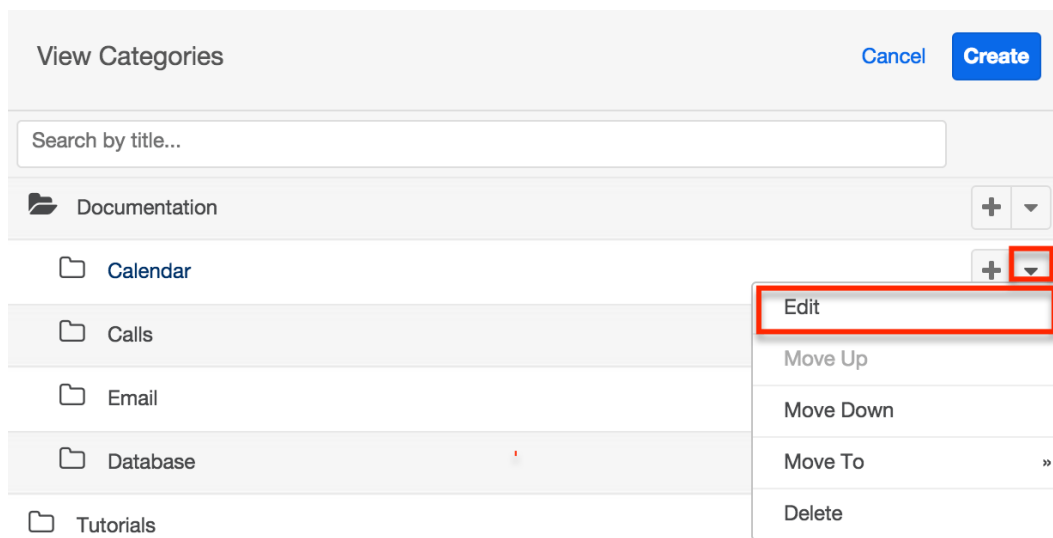 View Categories
Cancel
Create
Search by title...
Documentation
Calendar
Edit
Calls
Move Up
Email
Move Down
Database
Move To »
Tutorials
Delete